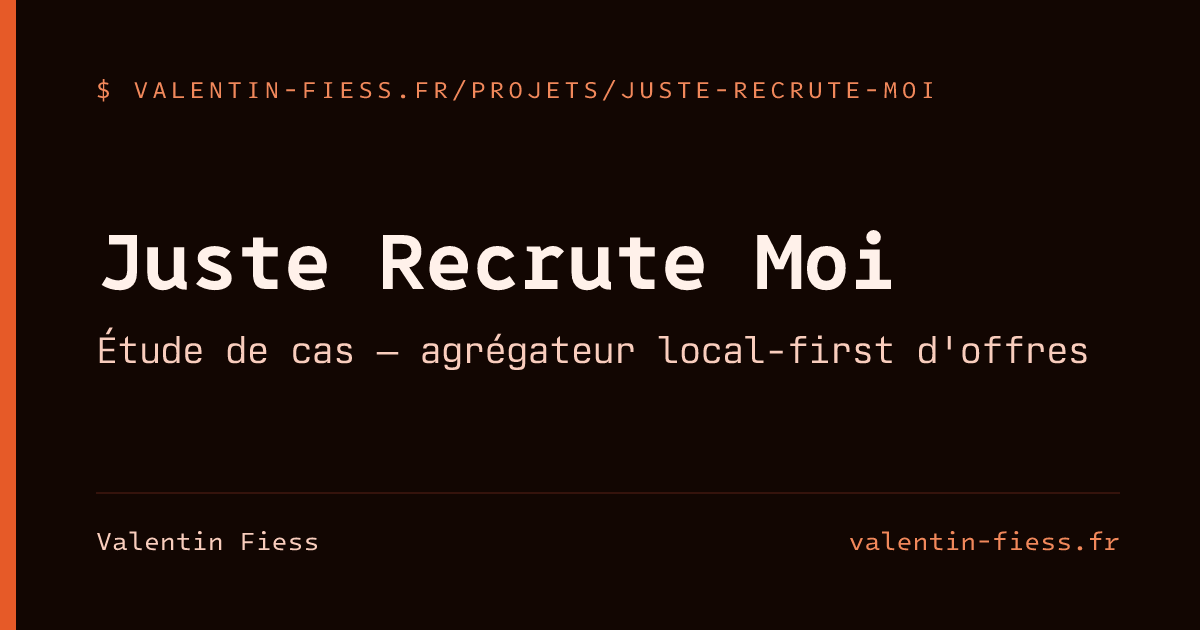 $ VALENTIN-FIESS.FR/PROJETS/JUSTE-RECRUTE-MOI
Juste Recrute Moi
Étude de cas — agrégateur local-first d'offres
Valentin Fiess
valentin-fiess.fr